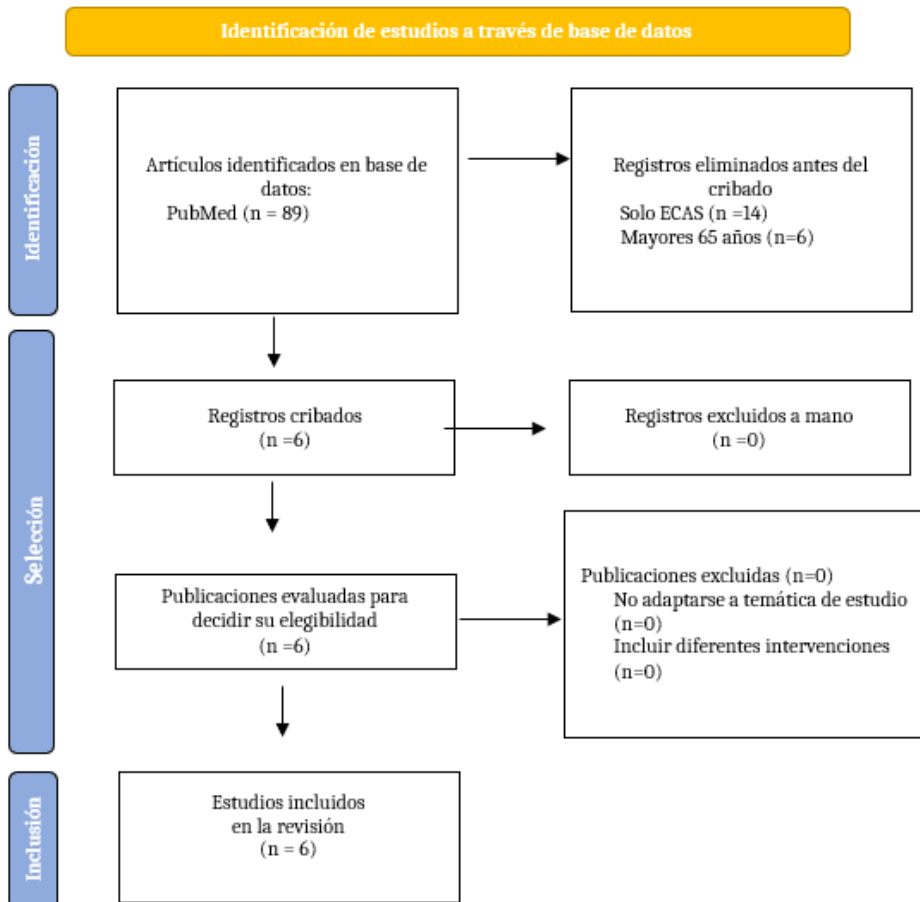 Identificación de estudios a través de base de datos
Identificación
Artículos identificados en base de
datos:
PubMed (n = 89)
Registros eliminados antes del
cribado
Solo ECAS (n =14)
Mayores 65 años (n=6)
Selección
Registros cribados
(n =6)
Registros excluidos a mano
(n =0)
Publicaciones evaluadas para
decidir su elegibilidad
(n =6)
Publicaciones excluidas (n=0)
No adaptarse a temática de estudio
(n=0)
Incluir diferentes intervenciones
(n=0)
Inclusión
Estudios incluidos
en la revisión
(n = 6)